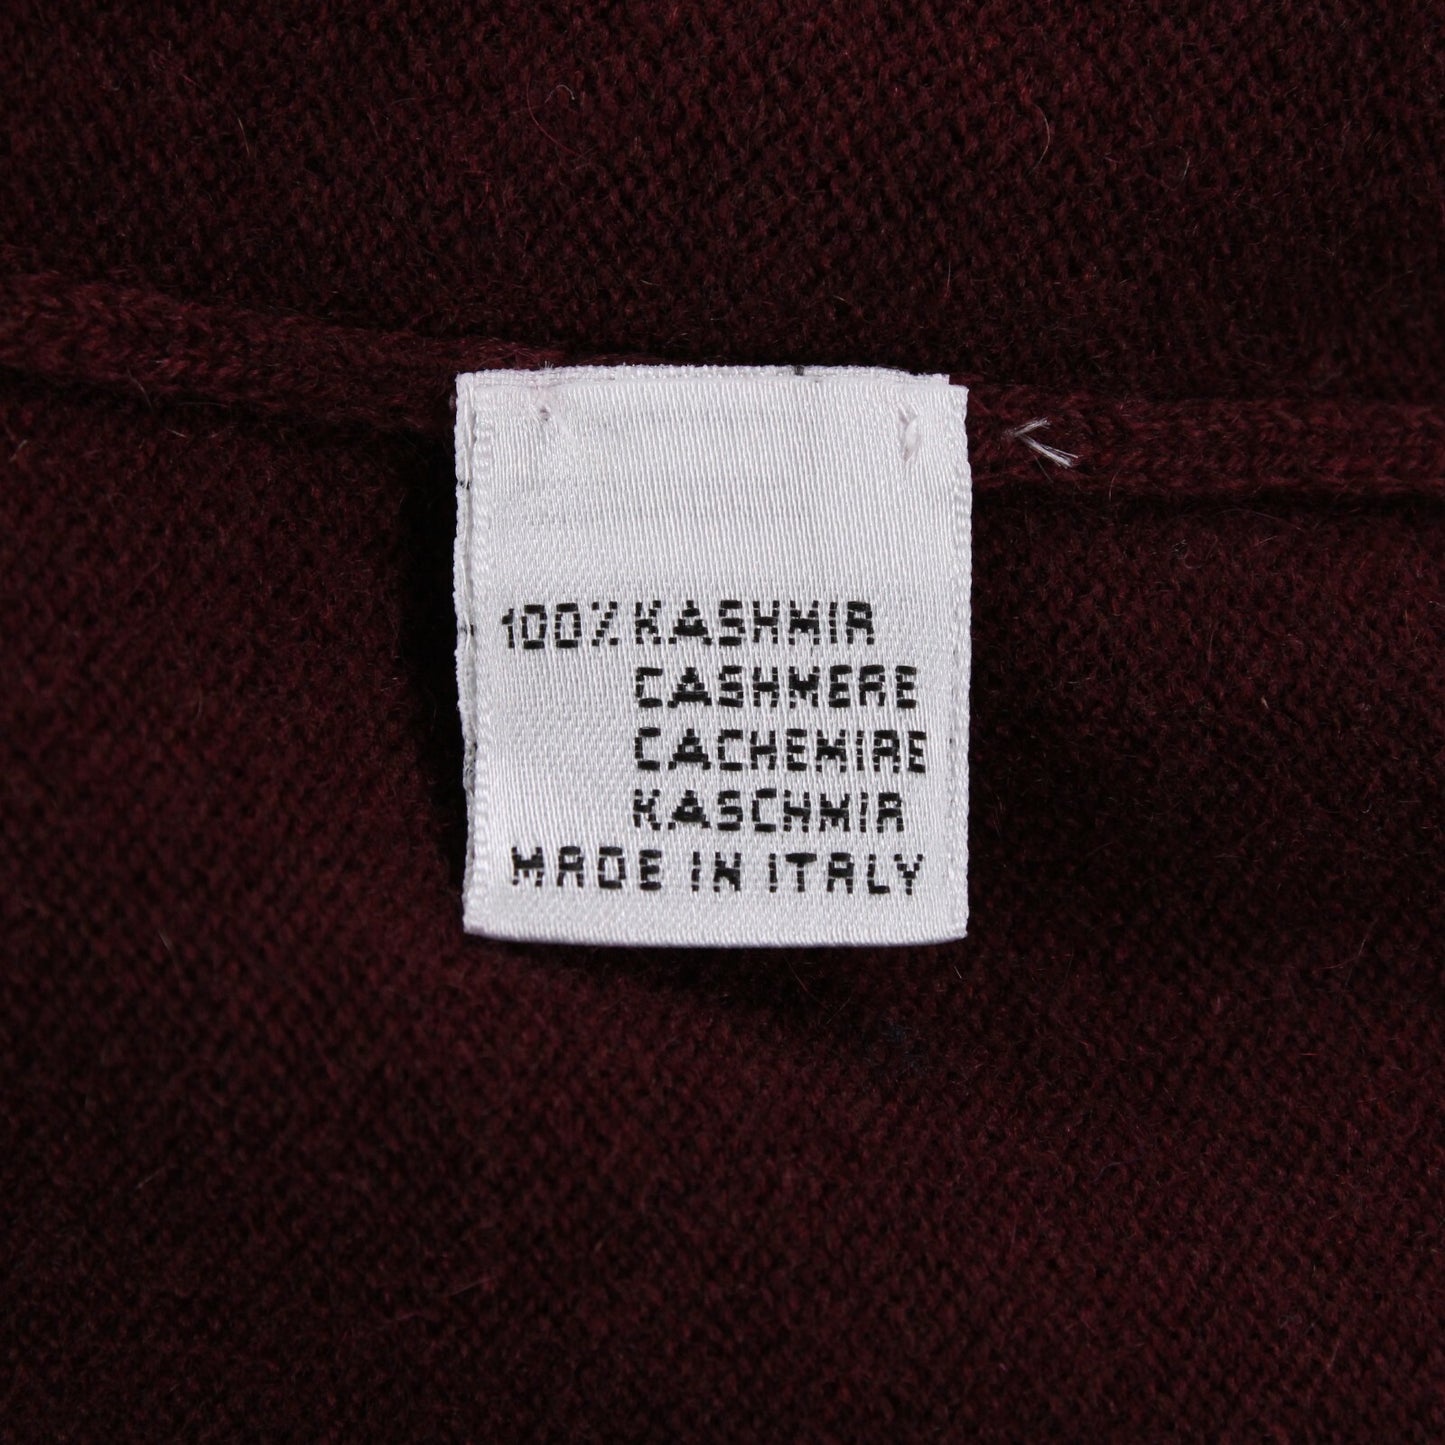 100% KASHMIR
CASHMERE
CACHEMIRE
KASCHMIR
MADE IN ITALY